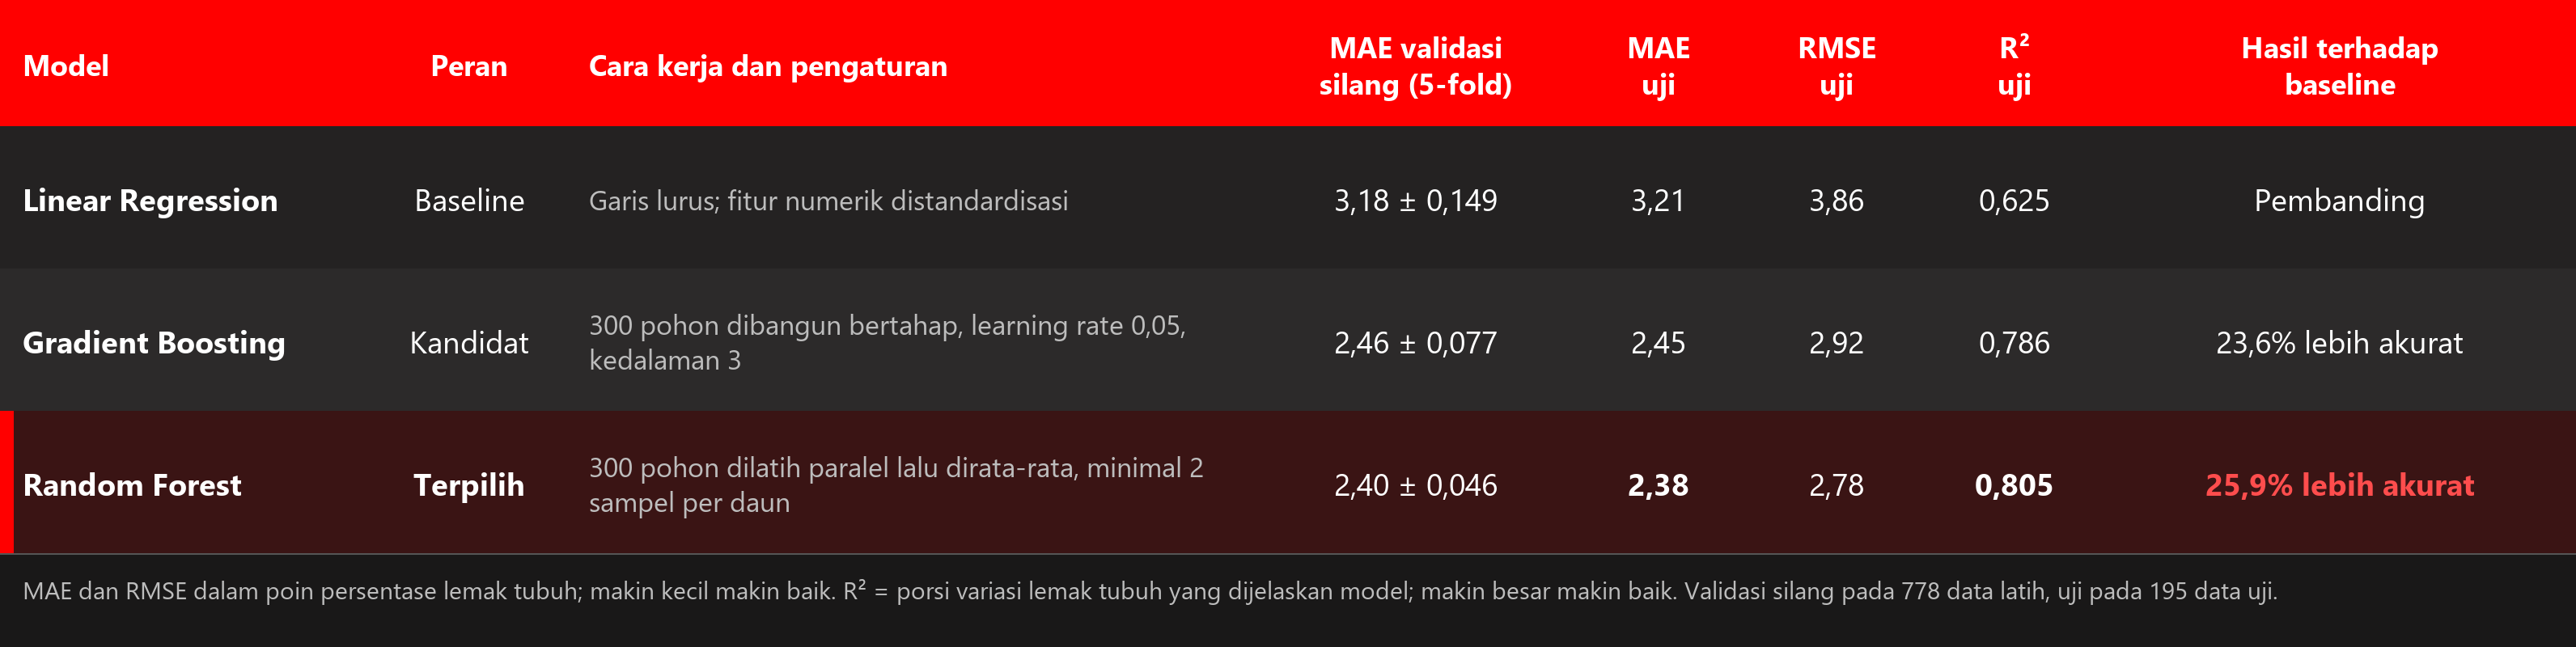 Model Peran Cara kerja dan pengaturan MAE validasi silang (5-fold) MAE uji RMSE uji R² uji Hasil terhadap baseline
Linear Regression Baseline Garis lurus; fitur numerik distandardisasi 3,18 ± 0,149 3,21 3,86 0,625 Pembanding
Gradient Boosting Kandidat 300 pohon dibangun bertahap, learning rate 0,05, kedalaman 3 2,46 ± 0,077 2,45 2,92 0,786 23,6% lebih akurat
Random Forest Terpilih 300 pohon dilatih paralel lalu dirata-rata, minimal 2 sampel per daun 2,40 ± 0,046 2,38 2,78 0,805 25,9% lebih akurat
MAE dan RMSE dalam poin persentase lemak tubuh; makin kecil makin baik. R² = porsi variasi lemak tubuh yang dijelaskan model; makin besar makin baik. Validasi silang pada 778 data latih, uji pada 195 data uji.